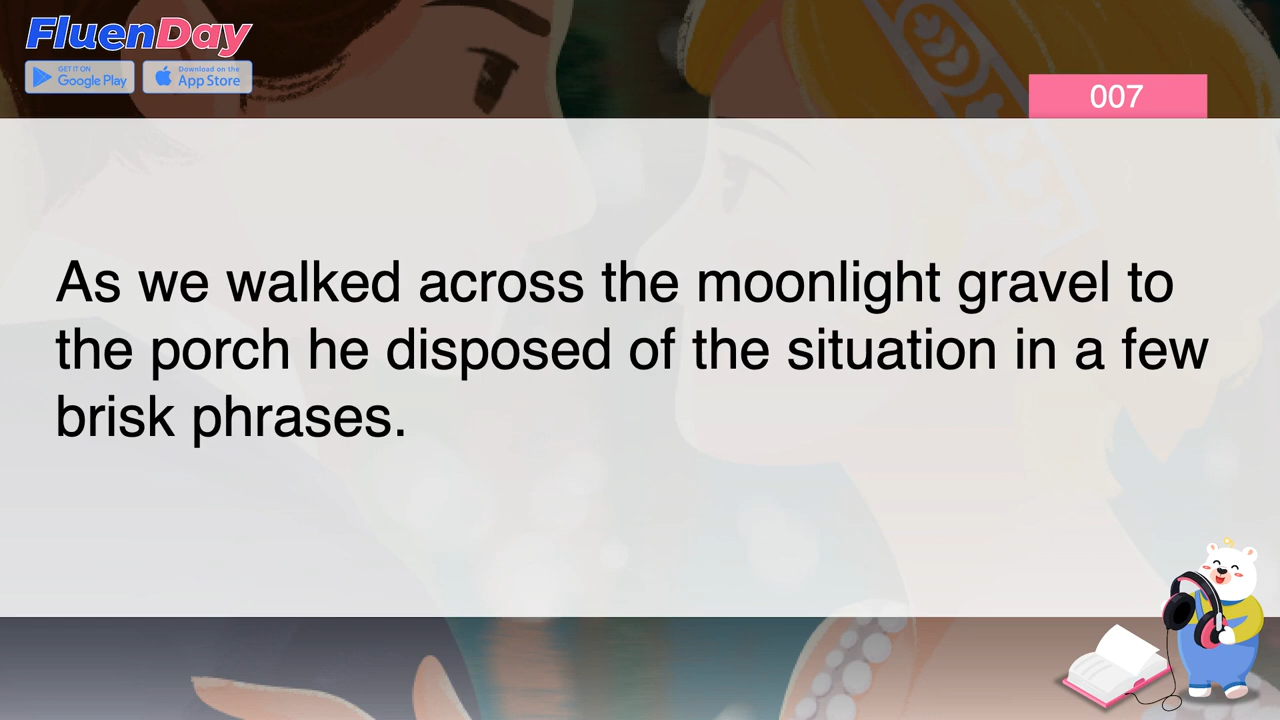 FluenDay
GET IT ON
Google Play
Download on the
App Store
007
As we walked across the moonlight gravel to
the porch he disposed of the situation in a few
brisk phrases.